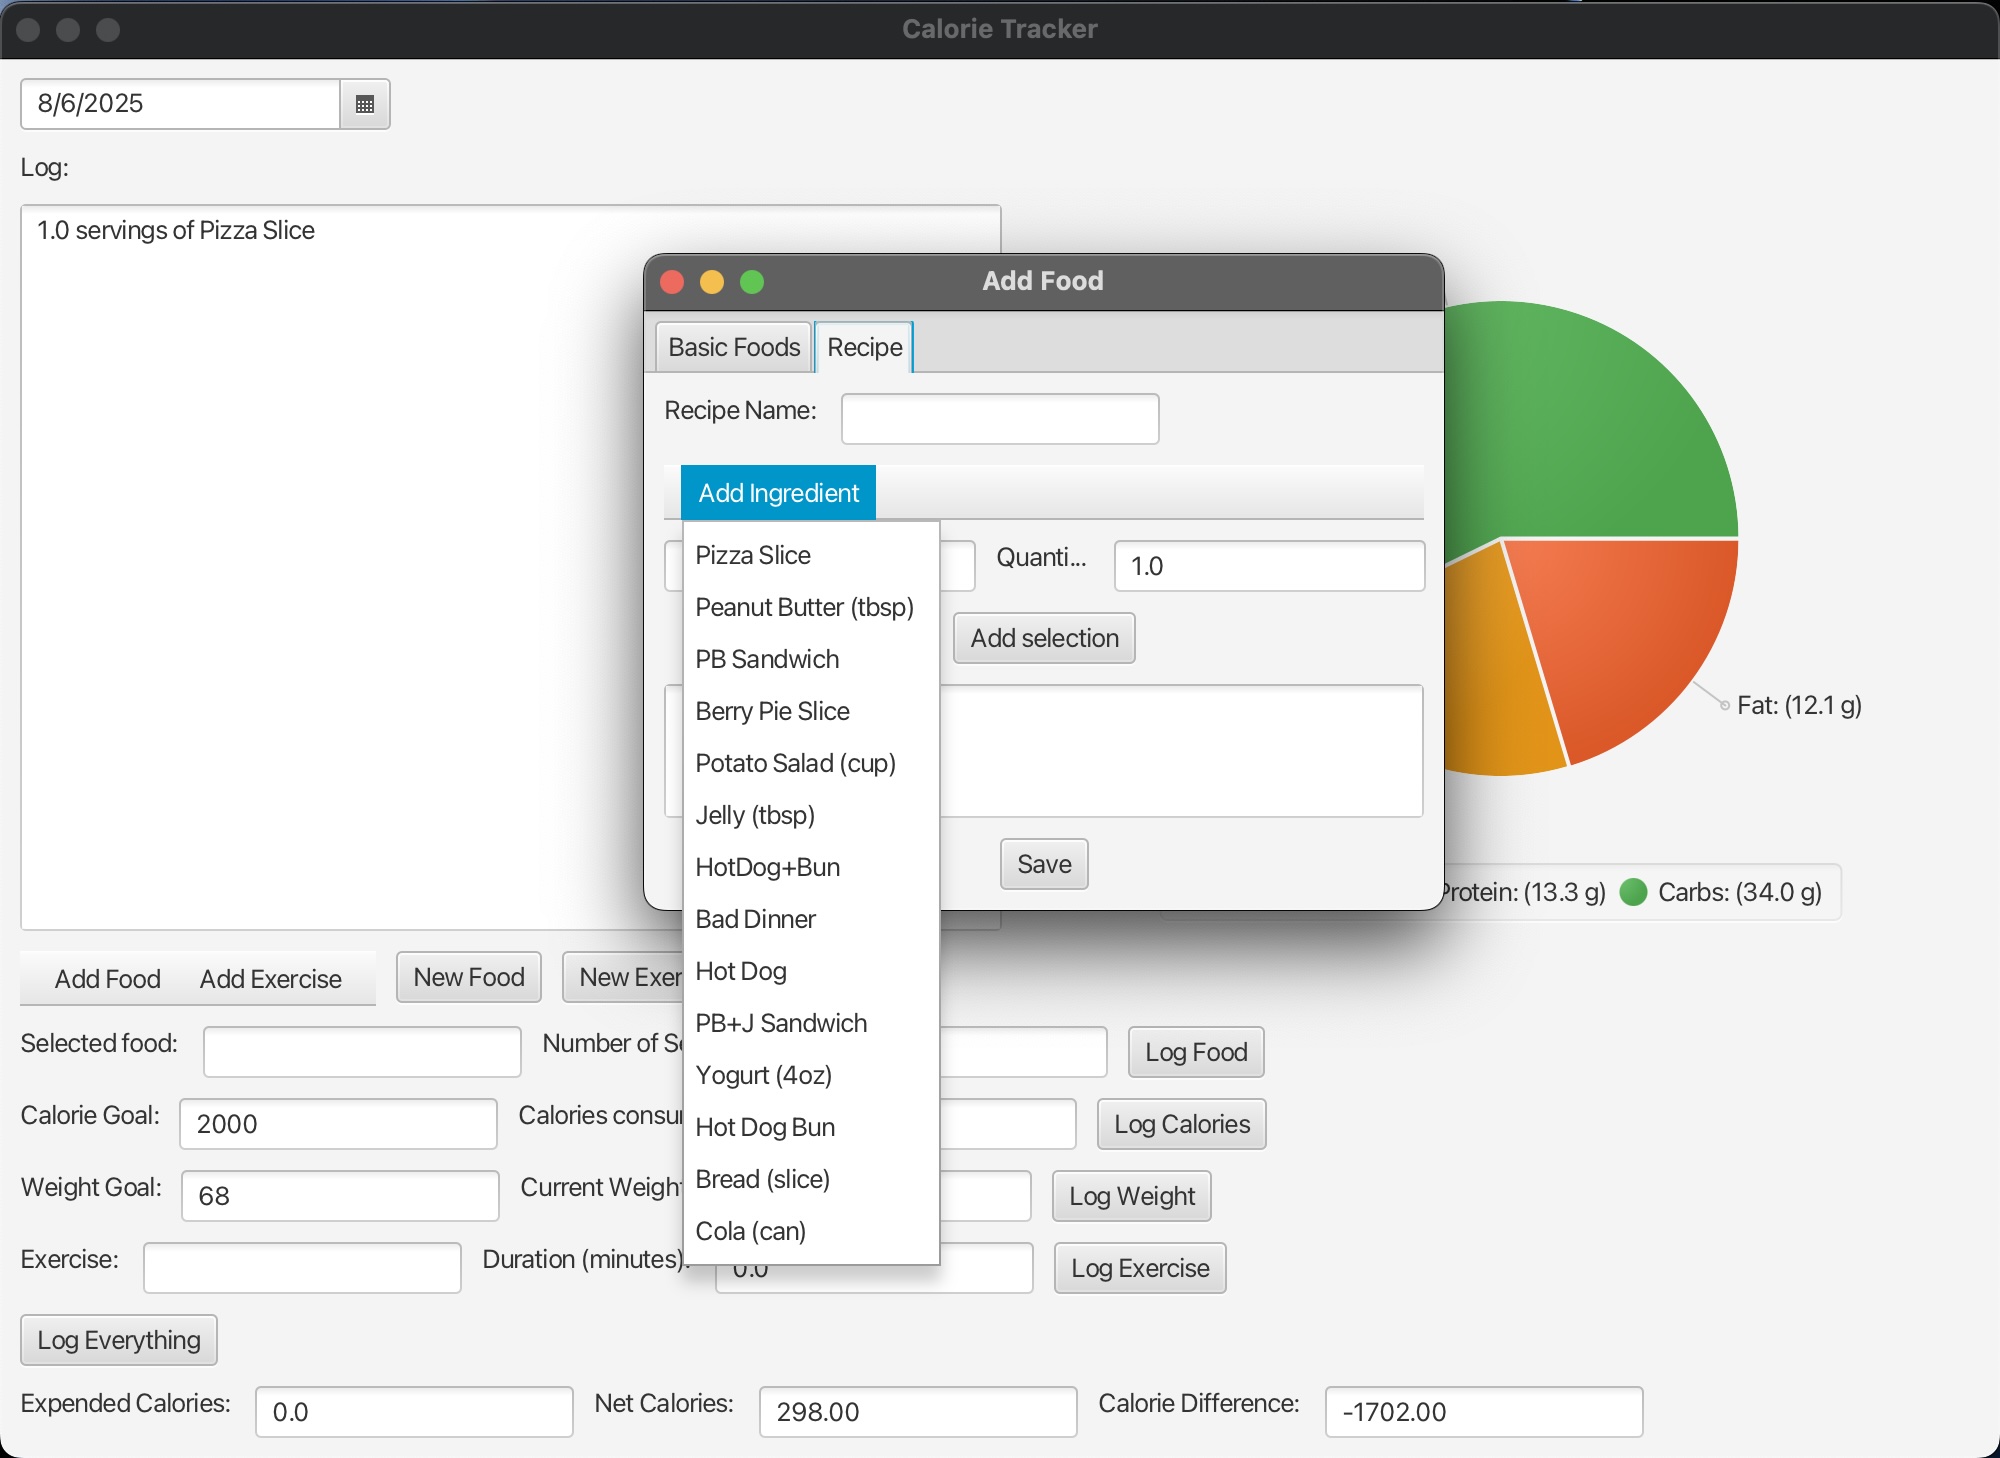 Calorie Tracker
8/6/2025
Log:
1.0 servings of Pizza Slice
Add Food
Basic Foods Recipe
Recipe Name:
Add Ingredient
Pizza Slice
Peanut Butter (tbsp)
PB Sandwich
Berry Pie Slice
Potato Salad (cup)
Jelly (tbsp)
HotDog+Bun
Bad Dinner
Hot Dog
PB+J Sandwich
Yogurt (4oz)
Hot Dog Bun
Bread (slice)
Cola (can)
Quanti... 1.0
Add selection
Save
Fat: (12.1 g)
Protein: (13.3 g) Carbs: (34.0 g)
Add Food Add Exercise New Food New Exer
Selected food: Number of Log Food
Calorie Goal: 2000 Calories Log Calories
Weight Goal: 68 Current Weight Log Weight
Exercise: Duration (minutes): 0.0 Log Exercise
Log Everything
Expended Calories: 0.0 Net Calories: 298.00 Calorie Difference: -1702.00